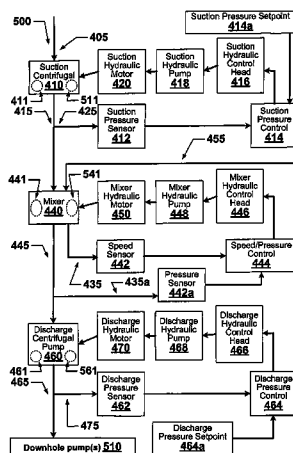 500
405
Suction Pressure Setpoint
414a
Suction
Centrifugal
410
Suction
Hydraulic
Motor
420
Suction
Hydraulic
Pump
418
Suction
Hydraulic
Control
Head
416
411
511
415
425
Suction
Pressure
Sensor
412
Suction
Pressure
Control
414
455
441
541
Mixer
440
Mixer
Hydraulic
Motor
450
Mixer
Hydraulic
Pump
448
Mixer
Hydraulic
Control
Head
446
445
435
Speed
Sensor
442
435a
Pressure
Sensor
442a
Speed/Pressure
Control
444
Discharge
Centrifugal
Pump
460
Discharge
Hydraulic
Motor
470
Discharge
Hydraulic
Pump
468
Discharge
Hydraulic
Control
Head
466
461
561
465
475
Discharge
Pressure
Sensor
462
Discharge
Pressure
Control
464
Downhole pump(s) 510
Discharge
Pressure Setpoint
464a